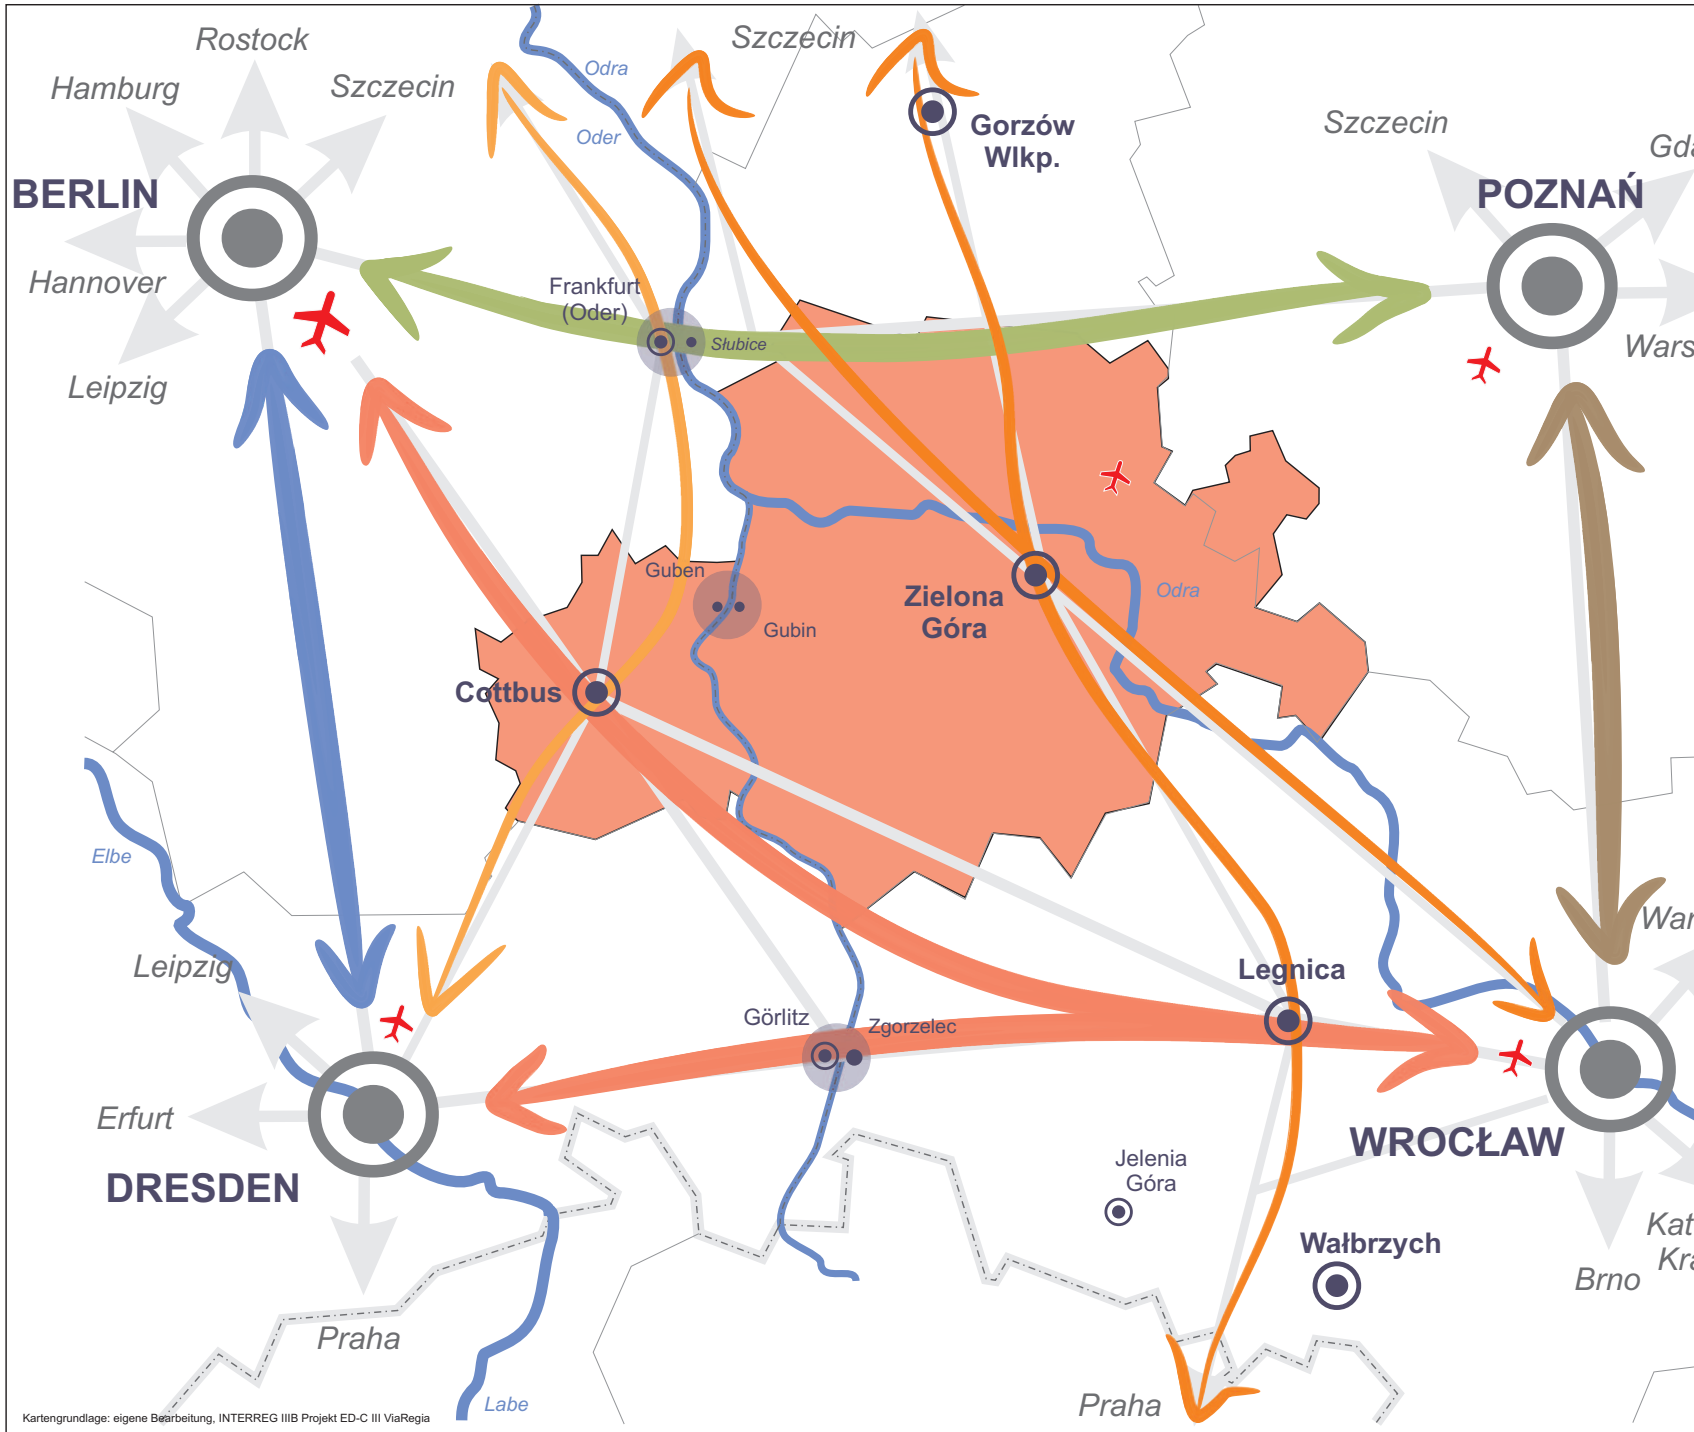 Rostock
Szczecin
Hamburg
Szczecin
Odra
Oder
Gorzów
Wlkp.
Szczecin
BERLIN
POZNAŃ
Hannover
Frankfurt
(Oder)
Słubice
Leipzig
Guben
Gubin
Zielona
Góra
Odra
Cottbus
Elbe
Leipzig
Legnica
Görlitz
Zgorzelec
Erfurt
DRESDEN
WROCŁAW
Jelenia
Góra
Wałbrzych
Brno
Praha
Praha
Labe
Kartengrundlage: eigene Bearbeitung, INTERREG IIIB Projekt ED-C III ViaRegia